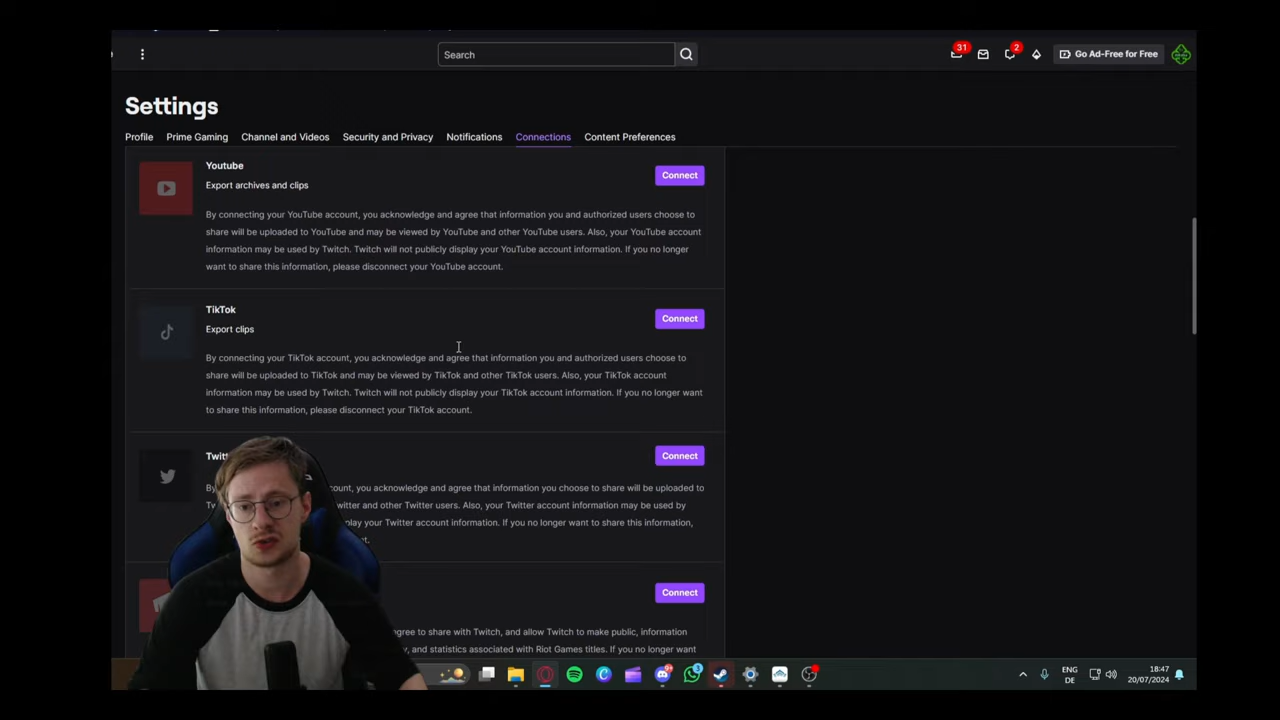 Search
31
2
Go Ad-Free for Free
Settings
Profile Prime Gaming Channel and Videos Security and Privacy Notifications Connections Content Preferences
Youtube
Connect
Export archives and clips
By connecting your YouTube account, you acknowledge and agree that information you and authorized users choose to
share will be uploaded to YouTube and may be viewed by YouTube and other YouTube users. Also, your YouTube account
information may be used by Twitch. Twitch will not publicly display your YouTube account information. If you no longer
want to share this information, please disconnect your YouTube account.
TikTok
Connect
Export clips
By connecting your TikTok account, you acknowledge and agree that information you and authorized users choose to
share will be uploaded to TikTok and may be viewed by TikTok and other TikTok users. Also, your TikTok account
information may be used by Twitch. Twitch will not publicly display your TikTok account information. If you no longer want
to share this information, please disconnect your TikTok account.
Connect
count, you acknowledge and agree that information you choose to share will be uploaded to
witter and other Twitter users. Also, your Twitter account information may be used by
play your Twitter account information. If you no longer want to share this information,
Connect
gree to share with Twitch, and allow Twitch to make public, information
y, and statistics associated with Riot Games titles. If you no longer want
ENG
DE
18:47
20/07/2024